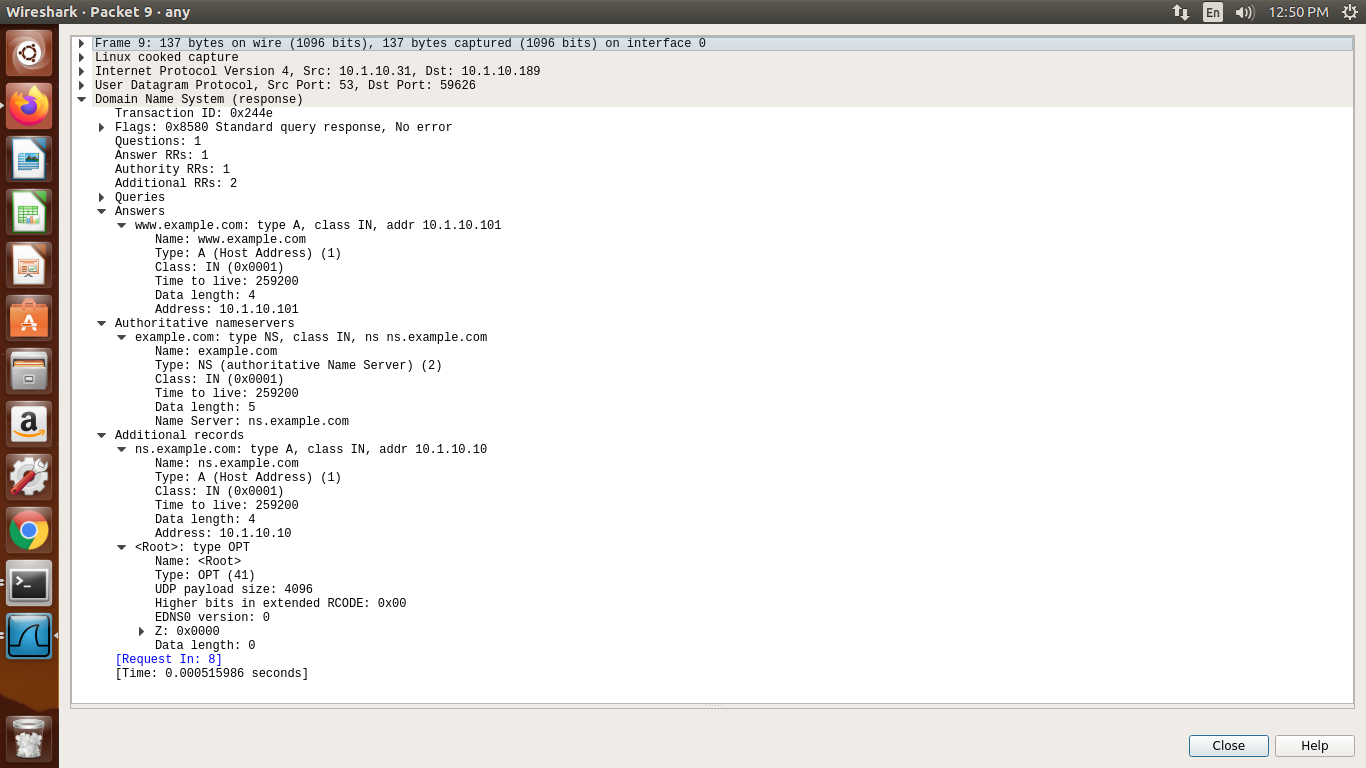 Wireshark · Packet 9 · any
En
12:50 PM
Frame 9: 137 bytes on wire (1096 bits), 137 bytes captured (1096 bits) on interface 0
Linux cooked capture
Internet Protocol Version 4, Src: 10.1.10.31, Dst: 10.1.10.189
User Datagram Protocol, Src Port: 53, Dst Port: 59626
Domain Name System (response)
Transaction ID: 0x244e
Flags: 0x8580 Standard query response, No error
Questions: 1
Answer RRs: 1
Authority RRs: 1
Additional RRs: 2
Queries
Answers
www.example.com: type A, class IN, addr 10.1.10.101
Name: www.example.com
Type: A (Host Address) (1)
Class: IN (0x0001)
Time to live: 259200
Data length: 4
Address: 10.1.10.101
Authoritative nameservers
example.com: type NS, class IN, ns ns.example.com
Name: example.com
Type: NS (authoritative Name Server) (2)
Class: IN (0x0001)
Time to live: 259200
Data length: 5
Name Server: ns.example.com
Additional records
ns.example.com: type A, class IN, addr 10.1.10.10
Name: ns.example.com
Type: A (Host Address) (1)
Class: IN (0x0001)
Time to live: 259200
Data length: 4
Address: 10.1.10.10
<Root>: type OPT
Name: <Root>
Type: OPT (41)
UDP payload size: 4096
Higher bits in extended RCODE: 0x00
EDNS0 version: 0
Z: 0x0000
Data length: 0
[Request In: 8]
[Time: 0.000515986 seconds]
Close
Help